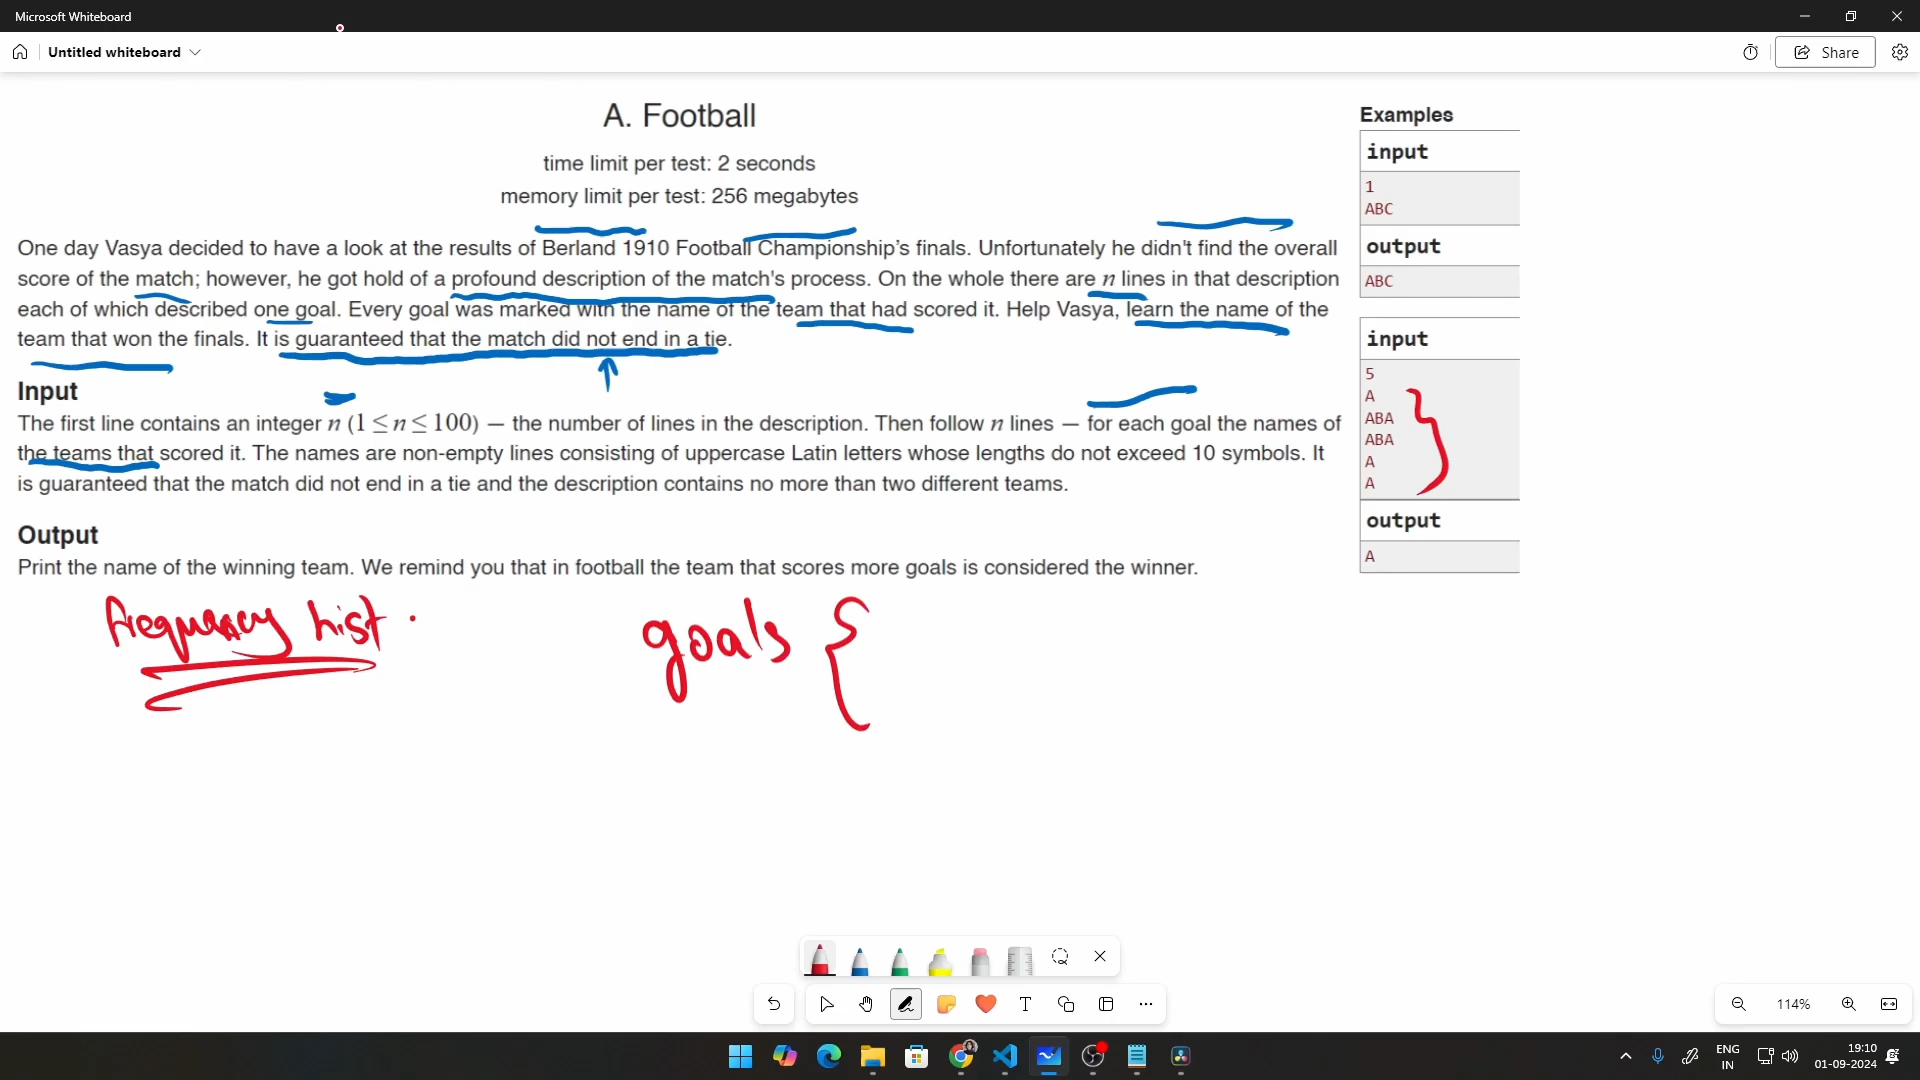 Microsoft Whiteboard
Untitled whiteboard
Share
A. Football
time limit per test: 2 seconds
memory limit per test: 256 megabytes
One day Vasya decided to have a look at the results of Berland 1910 Football Championship’s finals. Unfortunately he didn't find the overall
score of the match; however, he got hold of a profound description of the match's process. On the whole there are n lines in that description
each of which described one goal. Every goal was marked with the name of the team that had scored it. Help Vasya, learn the name of the
team that won the finals. It is guaranteed that the match did not end in a tie.
Input
The first line contains an integer n (1 ≤ n ≤ 100) — the number of lines in the description. Then follow n lines — for each goal the names of
the teams that scored it. The names are non-empty lines consisting of uppercase Latin letters whose lengths do not exceed 10 symbols. It
is guaranteed that the match did not end in a tie and the description contains no more than two different teams.
Output
Print the name of the winning team. We remind you that in football the team that scores more goals is considered the winner.
Examples
input
1
ABC
output
ABC
input
5
A
ABA
ABA
A
A
output
A
frequency hist.
goals {
114%
ENG
IN
19:10
01-09-2024